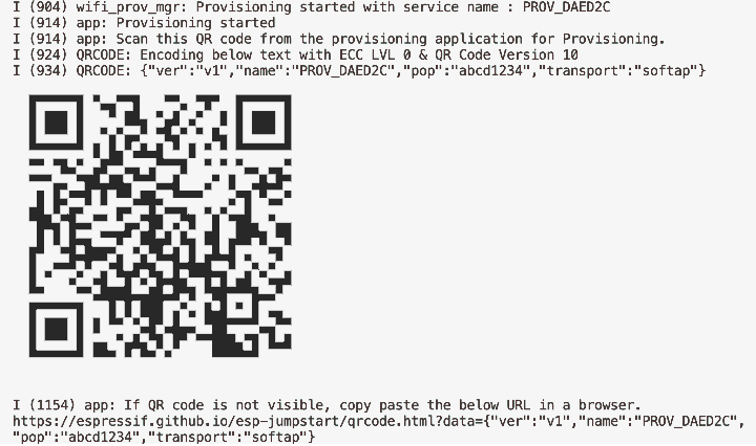 I (904) wifi_prov_mgr: Provisioning started with service name : PROV_DAED2C
I (914) app: Provisioning started
I (914) app: Scan this QR code from the provisioning application for Provisioning.
I (924) QRCODE: Encoding below text with ECC LVL 0 & QR Code Version 10
I (934) QRCODE: {"ver":"v1","name":"PROV_DAED2C","pop":"abcd1234","transport":"softap"}
I (1154) app: If QR code is not visible, copy paste the below URL in a browser.
https://espressif.github.io/esp-jumpstart/qrcode.html?data={"ver":"v1","name":"PROV_DAED2C",
"pop":"abcd1234","transport":"softap"}